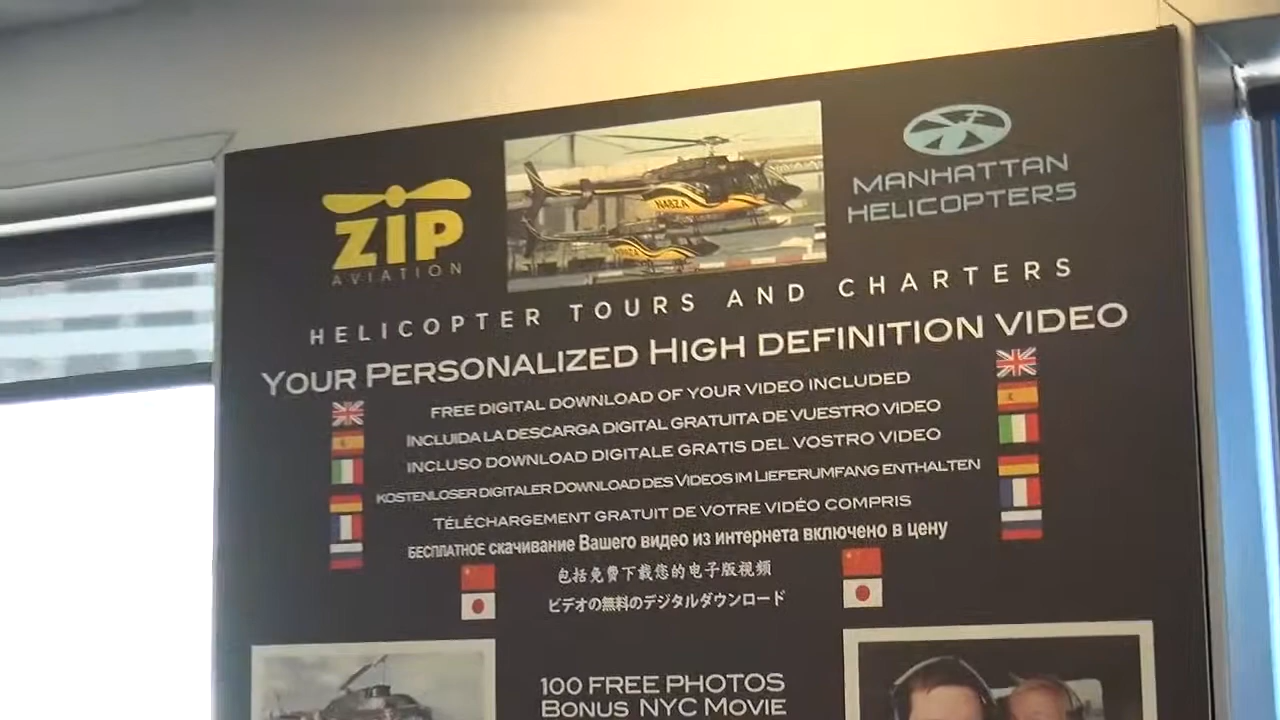 ZIP
AVIATION
N48ZA
MANHATTAN
HELICOPTERS
HELICOPTER TOURS AND CHARTERS
YOUR PERSONALIZED HIGH DEFINITION VIDEO
FREE DIGITAL DOWNLOAD OF YOUR VIDEO INCLUDED
INCLUIDA LA DESCARGA DIGITAL GRATUITA DE VUESTRO VIDEO
INCLUSO DOWNLOAD DIGITALE GRATIS DEL VOSTRO VIDEO
KOSTENLOSER DIGITALER DOWNLOAD DES VIDEOS IM LIEFERUMFANG ENTHALTEN
TÉLÉCHARGEMENT GRATUIT DE VOTRE VIDÉO COMPRIS
БЕСПЛАТНОЕ скачивание Вашего видео из интернета включено в цену
包括免费下载您的电子版视频
ビデオの無料のデジタルダウンロード
100 FREE PHOTOS
BONUS NYC MOVIE